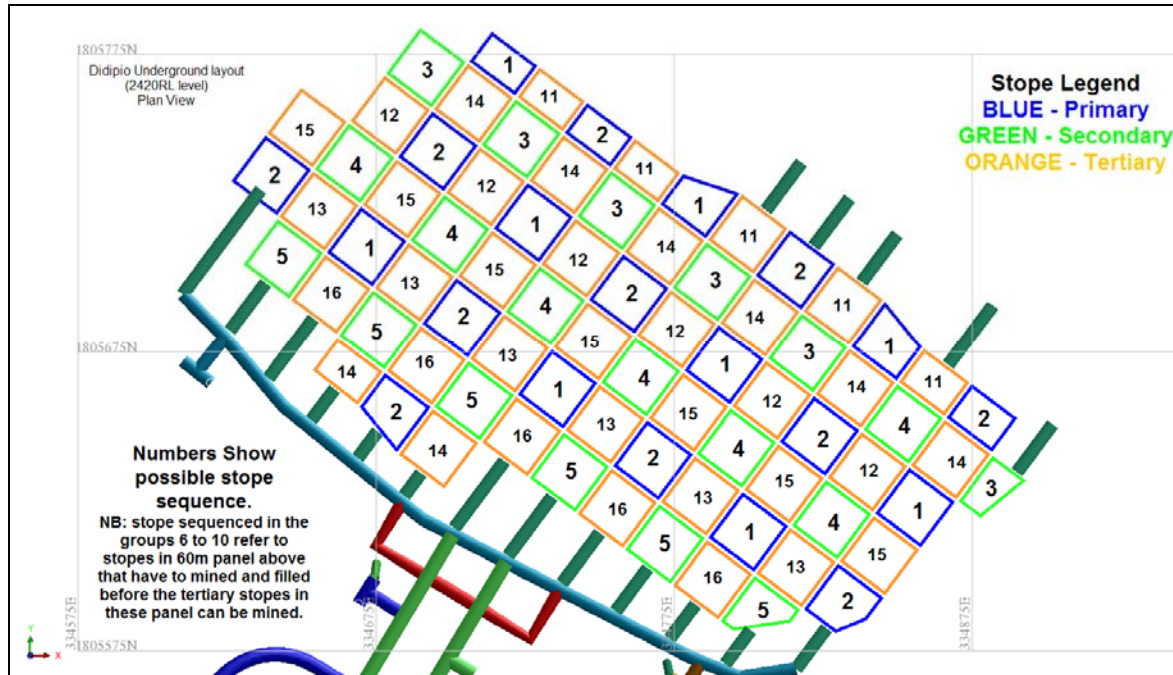 1805775N
Didipio Underground layout
(2420RL level)
Plan View
Stope Legend
BLUE - Primary
GREEN - Secondary
ORANGE - Tertiary
1 11 2 11 1 11 2 11 1 11 2
3 14 3 14 3 14 3 14 3 14 4 14 3
12 2 12 1 12 2 12 1 12 2 12 1
15 4 15 4 15 4 15 4 15 4 15 4 15
2 13 1 13 2 13 1 13 2 13 1 13 2
5 16 5 16 5 16 5 16 5 16 5
14 2 14
1805675N
Numbers Show
possible stope
sequence.
NB: stope sequenced in the
groups 6 to 10 refer to
stopes in 60m panel above
that have to mined and filled
before the tertiary stopes in
these panel can be mined.
1805575N
334575E
334675E
334875E
Y
X